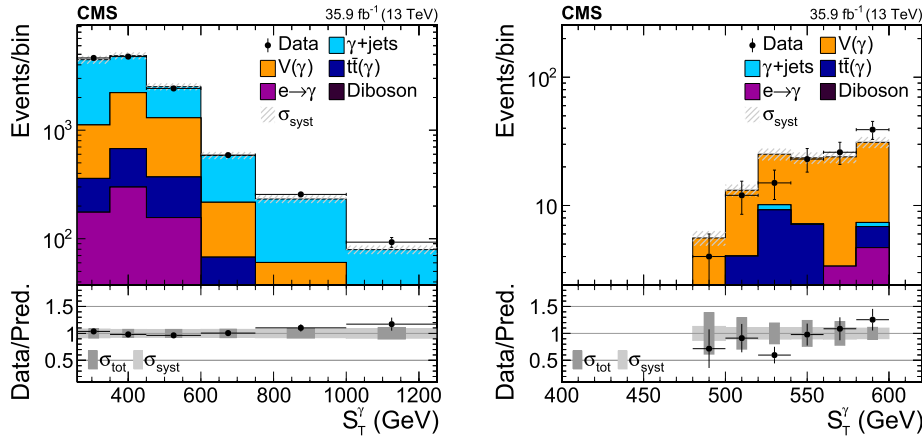 CMS 35.9 fb⁻¹ (13 TeV)
Events/bin
Data γ+jets
V(γ) tt̄(γ)
e→γ Diboson
σsyst
10³
10²
Data/Pred.
1.5
1
0.5
σtot σsyst
400 600 800 1000 1200
S_T^γ (GeV)
CMS 35.9 fb⁻¹ (13 TeV)
Events/bin
Data V(γ)
γ+jets tt̄(γ)
e→γ Diboson
σsyst
10²
10
Data/Pred.
1.5
1
0.5
σtot σsyst
400 450 500 550 600
S_T^γ (GeV)